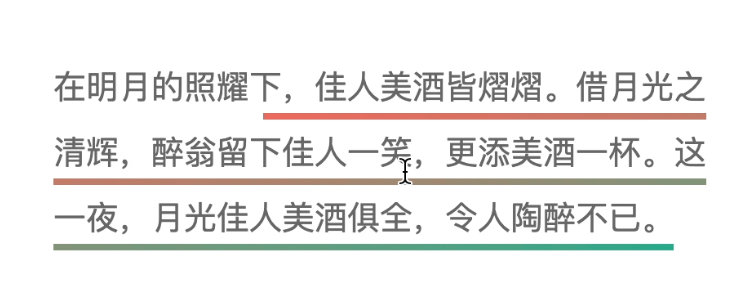 在明月的照耀下，佳人美酒皆熠熠。借月光之
清辉，醉翁留下佳人一笑，更添美酒一杯。这
一夜，月光佳人美酒俱全，令人陶醉不已。